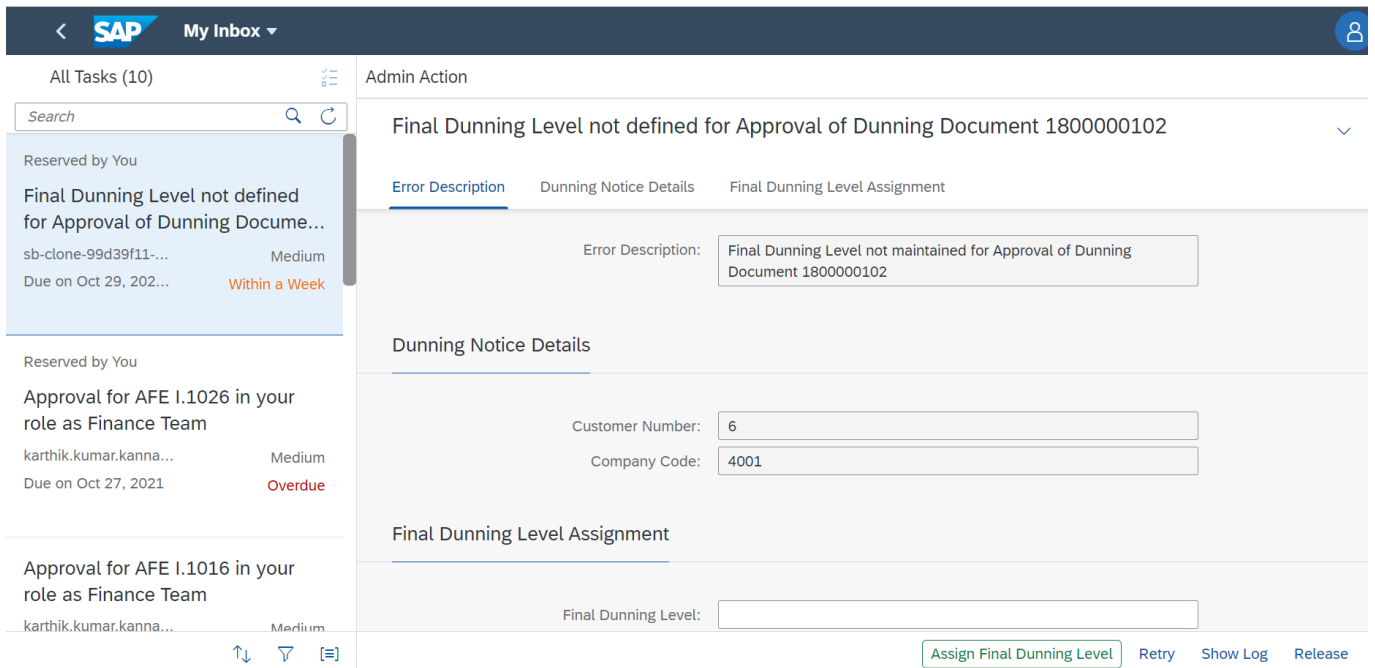 SAP
My Inbox
All Tasks (10)
Search
Reserved by You
Final Dunning Level not defined
for Approval of Dunning Docume...
sb-clone-99d39f11-...
Medium
Due on Oct 29, 202...
Within a Week
Reserved by You
Approval for AFE I.1026 in your
role as Finance Team
karthik.kumar.kanna...
Medium
Due on Oct 27, 2021
Overdue
Approval for AFE I.1016 in your
role as Finance Team
karthik.kumar.kanna...
Medium
Admin Action
Final Dunning Level not defined for Approval of Dunning Document 1800000102
Error Description
Dunning Notice Details
Final Dunning Level Assignment
Error Description:
Final Dunning Level not maintained for Approval of Dunning
Document 1800000102
Dunning Notice Details
Customer Number:
6
Company Code:
4001
Final Dunning Level Assignment
Final Dunning Level:
Assign Final Dunning Level
Retry
Show Log
Release